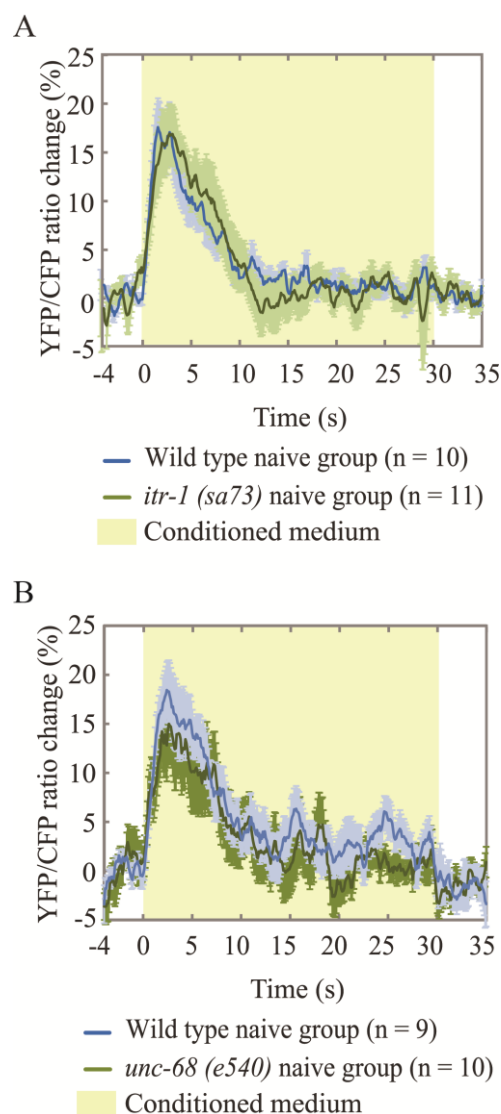 A
YFP/CFP ratio change (%)
25
20
15
10
5
0
-5
-4 0 5 10 15 20 25 30 35
Time (s)
Wild type naive group (n = 10)
itr-1 (sa73) naive group (n = 11)
Conditioned medium
B
YFP/CFP ratio change (%)
25
20
15
10
5
0
-5
-4 0 5 10 15 20 25 30 35
Time (s)
Wild type naive group (n = 9)
unc-68 (e540) naive group (n = 10)
Conditioned medium